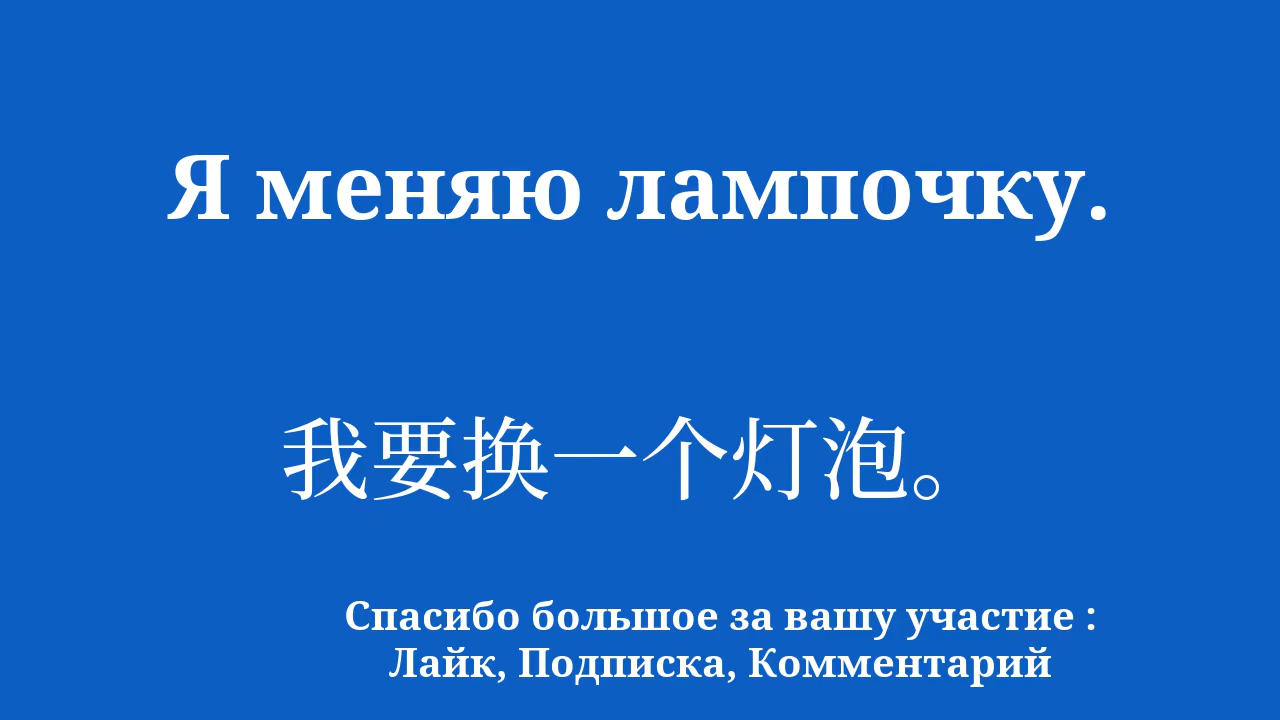 Я меняю лампочку.
我要换一个灯泡。
Спасибо большое за вашу участие :
Лайк, Подписка, Комментарий